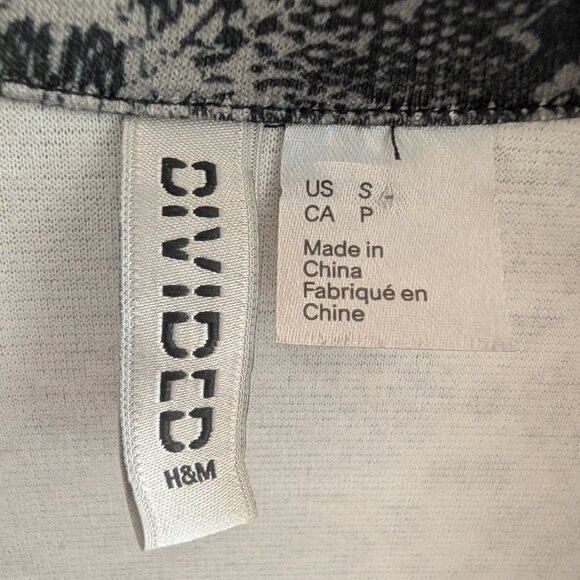 DIVIDED
H&M
US S
CA P
Made in
China
Fabriqué en
Chine